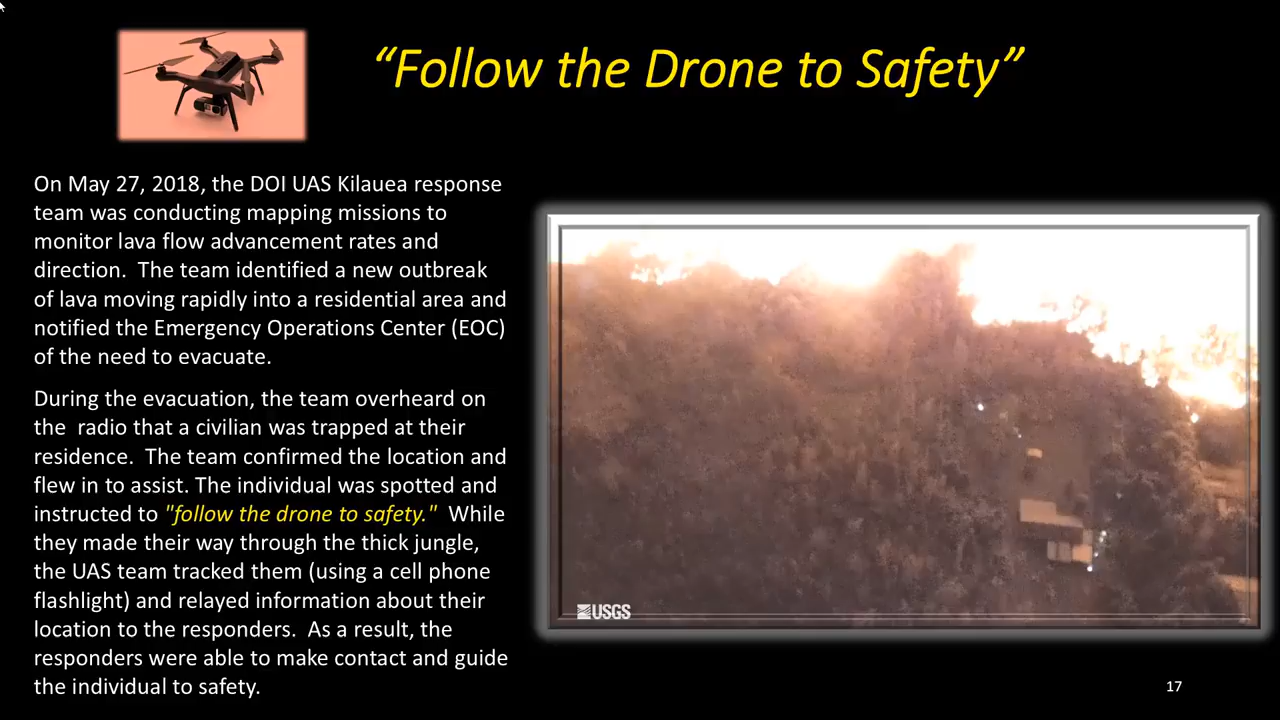 “Follow the Drone to Safety”
On May 27, 2018, the DOI UAS Kilauea response
team was conducting mapping missions to
monitor lava flow advancement rates and
direction.  The team identified a new outbreak
of lava moving rapidly into a residential area and
notified the Emergency Operations Center (EOC)
of the need to evacuate.
During the evacuation, the team overheard on
the  radio that a civilian was trapped at their
residence.  The team confirmed the location and
flew in to assist. The individual was spotted and
instructed to "follow the drone to safety."  While
they made their way through the thick jungle,
the UAS team tracked them (using a cell phone
flashlight) and relayed information about their
location to the responders.  As a result, the
responders were able to make contact and guide
the individual to safety.
USGS
17